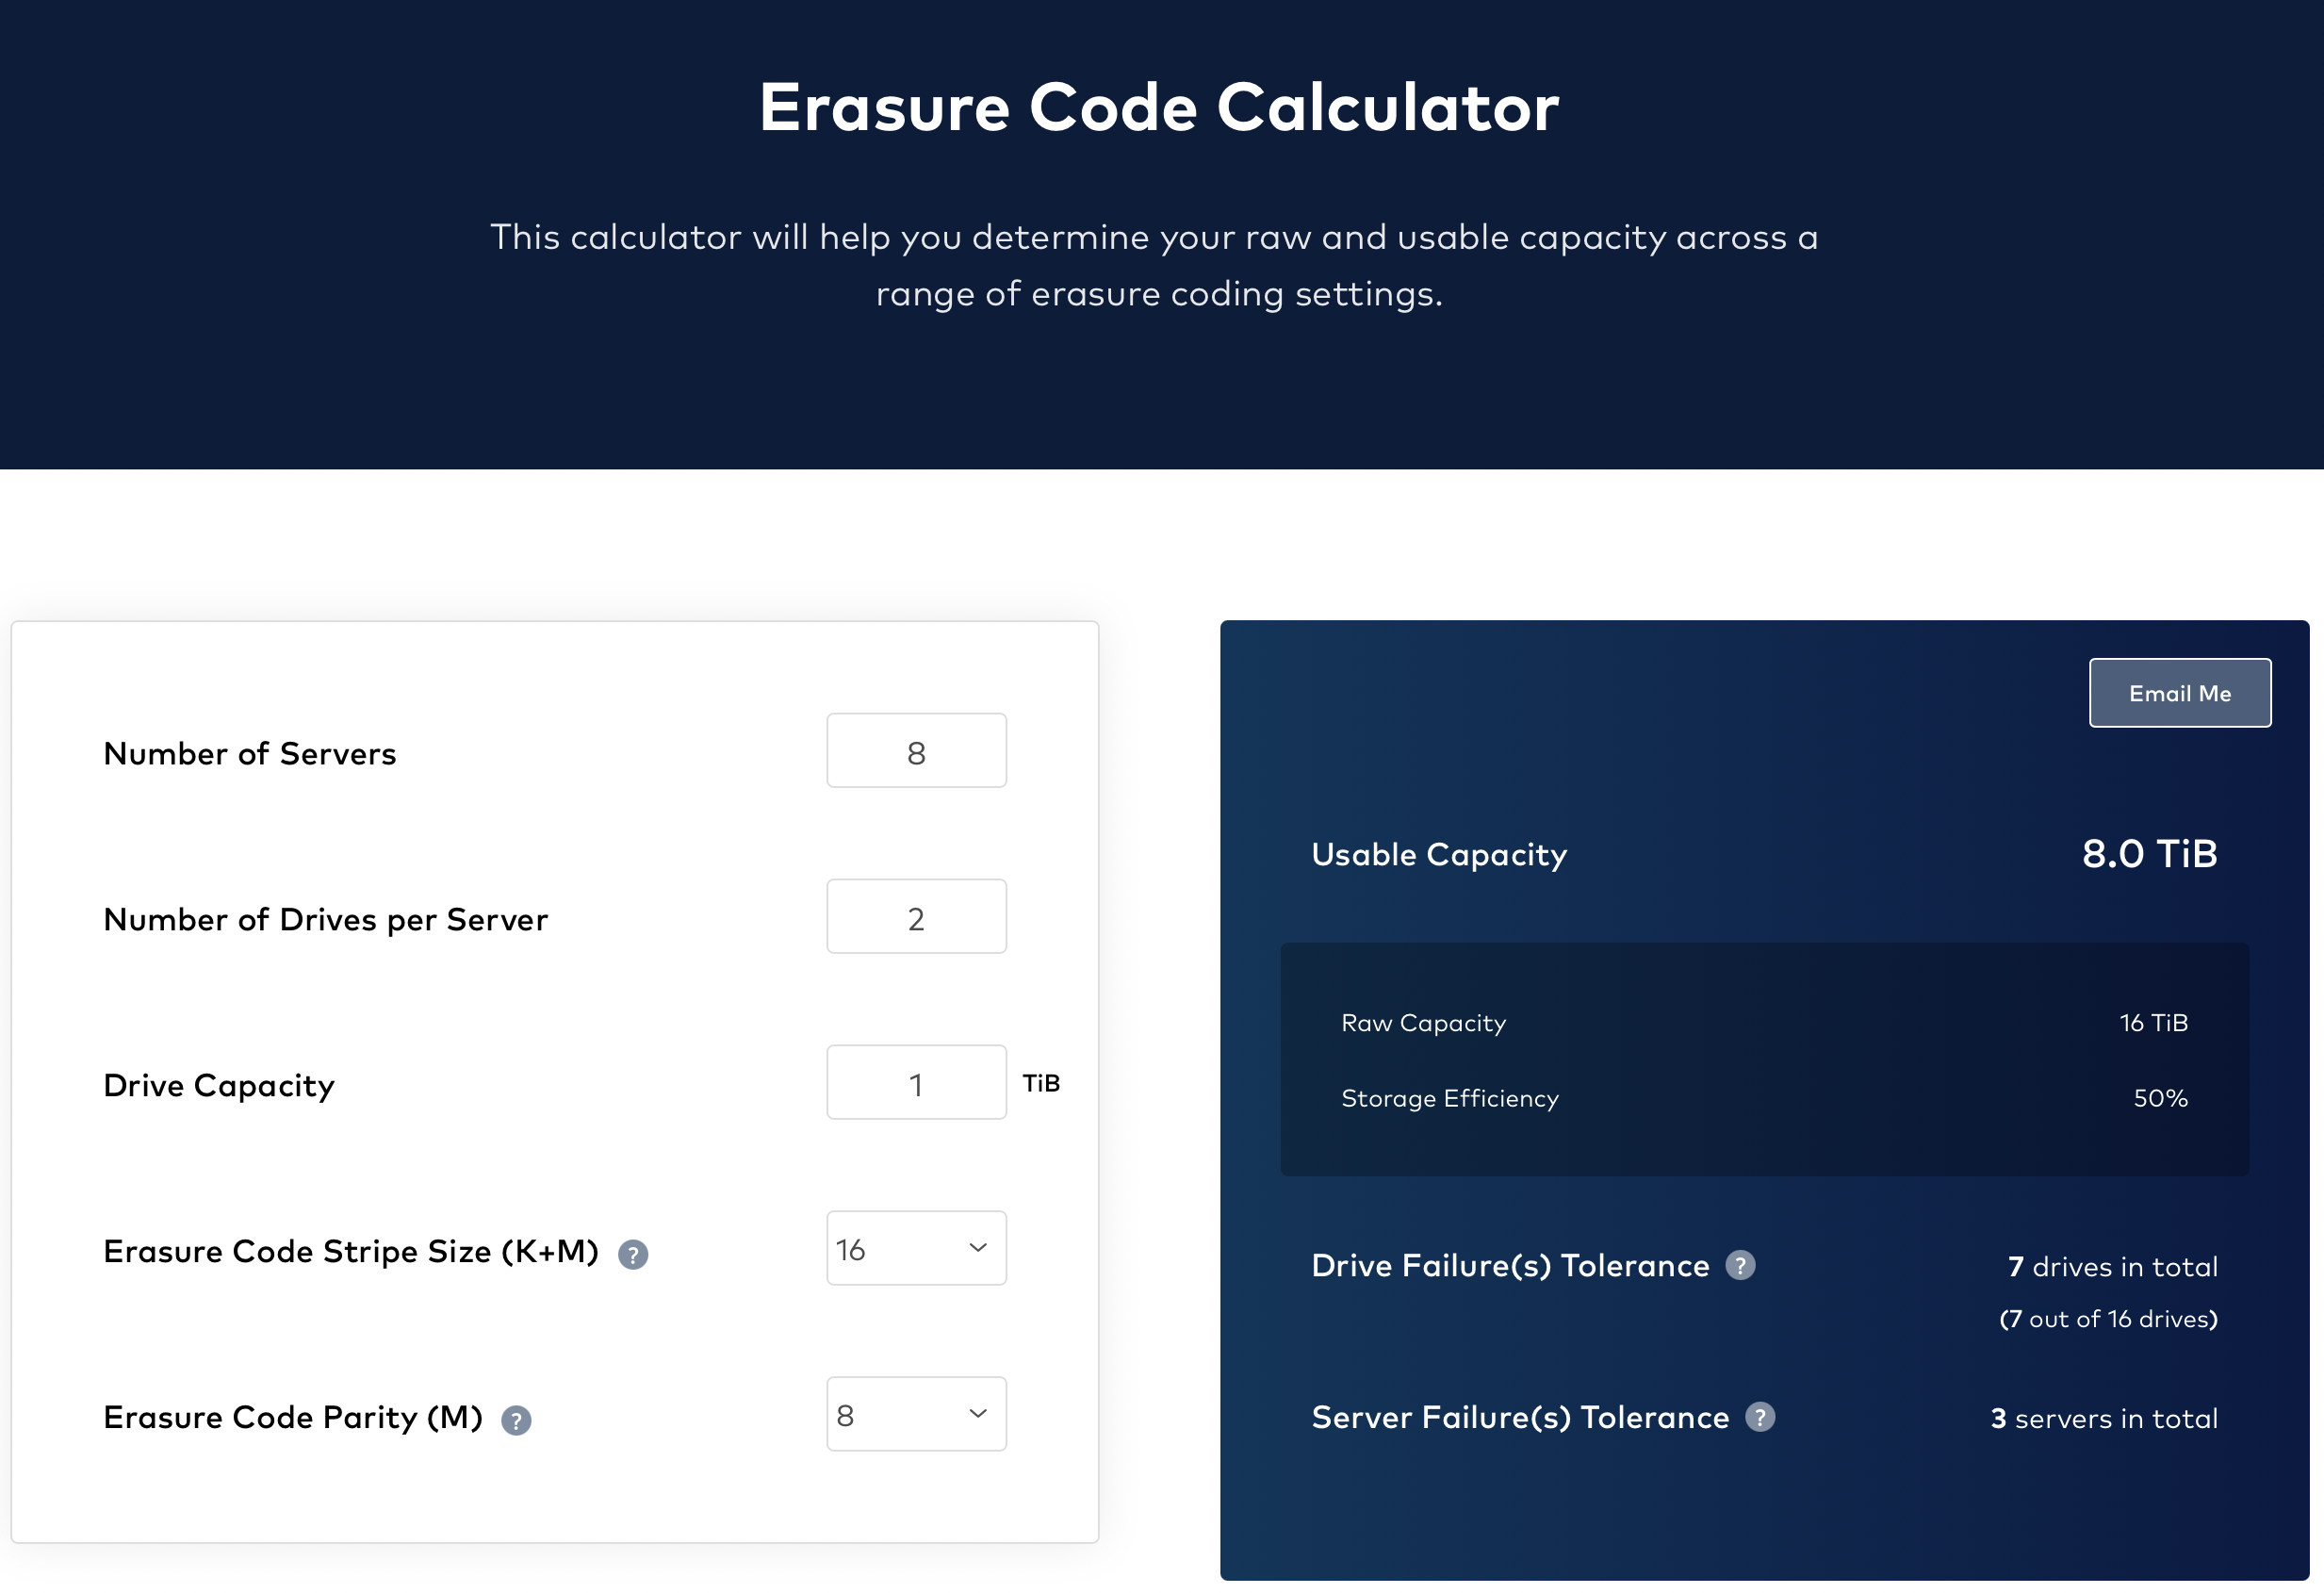 Erasure Code Calculator
This calculator will help you determine your raw and usable capacity across a
range of erasure coding settings.
Number of Servers
8
Number of Drives per Server
2
Drive Capacity
1 TiB
Erasure Code Stripe Size (K+M) ?
16
Erasure Code Parity (M) ?
8
Email Me
Usable Capacity
8.0 TiB
Raw Capacity
16 TiB
Storage Efficiency
50%
Drive Failure(s) Tolerance ?
7 drives in total
(7 out of 16 drives)
Server Failure(s) Tolerance ?
3 servers in total